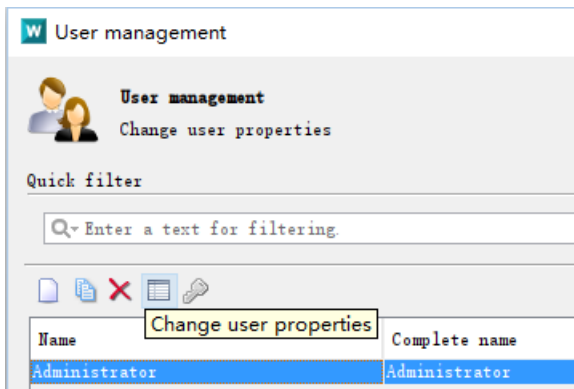 W User management
User management
Change user properties
Quick filter
Enter a text for filtering.
Change user properties
Name Complete name
Administrator Administrator